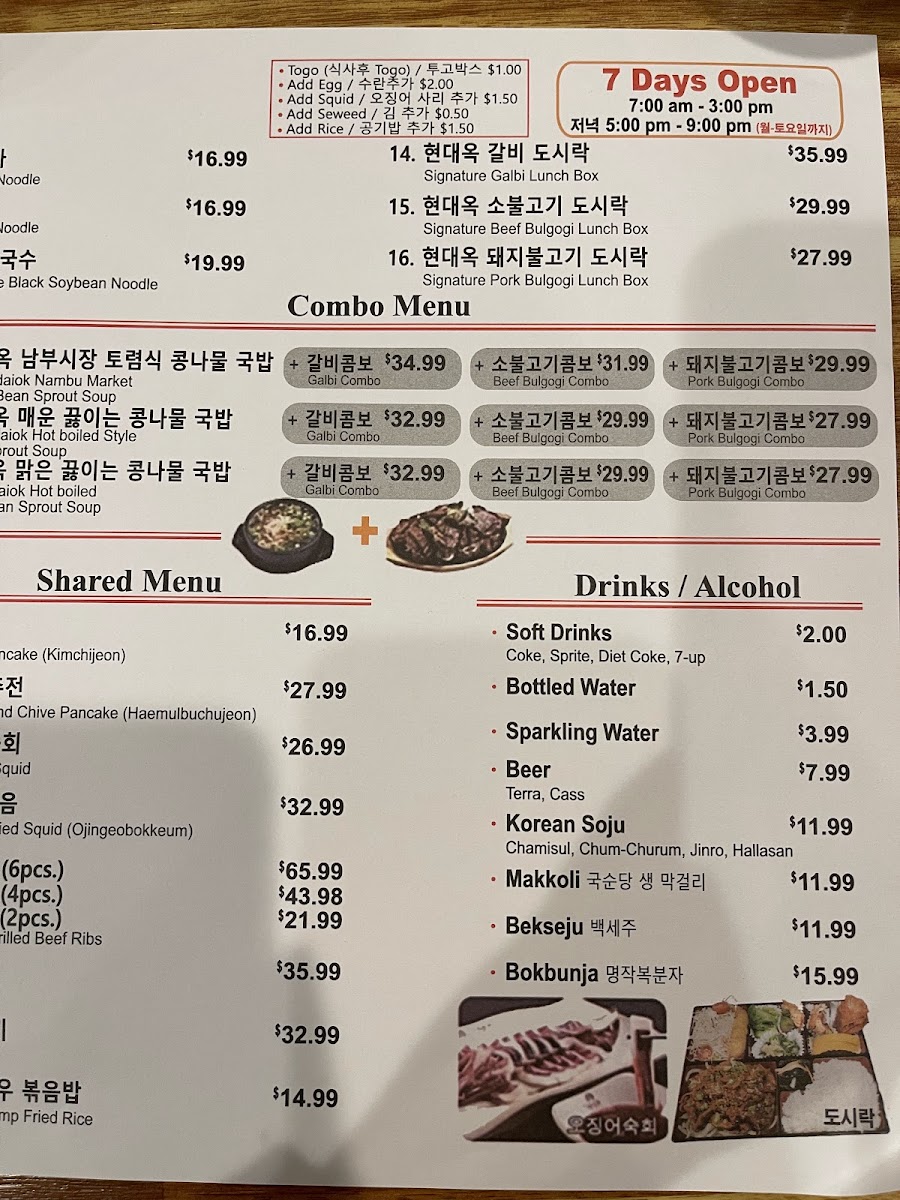 • Togo (식사후 Togo) / 투고박스 $1.00
• Add Egg / 수란추가 $2.00
• Add Squid / 오징어 사리 추가 $1.50
• Add Seweed / 김 추가 $0.50
• Add Rice / 공기밥 추가 $1.50
7 Days Open
7:00 am - 3:00 pm
저녁 5:00 pm - 9:00 pm (월-토요일까지)
$16.99
Noodle
$16.99
Noodle
국수 $19.99
Black Soybean Noodle
14. 현대옥 갈비 도시락 $35.99
Signature Galbi Lunch Box
15. 현대옥 소불고기 도시락 $29.99
Signature Beef Bulgogi Lunch Box
16. 현대옥 돼지불고기 도시락 $27.99
Signature Pork Bulgogi Lunch Box
Combo Menu
옥 남부시장 토렴식 콩나물 국밥 + 갈비콤보 $34.99 + 소불고기콤보 $31.99 + 돼지불고기콤보 $29.99
daiok Nambu Market Galbi Combo Beef Bulgogi Combo Pork Bulgogi Combo
Bean Sprout Soup
옥 매운 끓이는 콩나물 국밥 + 갈비콤보 $32.99 + 소불고기콤보 $29.99 + 돼지불고기콤보 $27.99
aiok Hot boiled Style Galbi Combo Beef Bulgogi Combo Pork Bulgogi Combo
prout Soup
옥 맑은 끓이는 콩나물 국밥 + 갈비콤보 $32.99 + 소불고기콤보 $29.99 + 돼지불고기콤보 $27.99
aiok Hot boiled Galbi Combo Beef Bulgogi Combo Pork Bulgogi Combo
an Sprout Soup
+
Shared Menu
$16.99
ncake (Kimchijeon)
추전 $27.99
nd Chive Pancake (Haemulbuchujeon)
회 $26.99
Squid
음 $32.99
ied Squid (Ojingeobokkeum)
(6pcs.) $65.99
(4pcs.) $43.98
(2pcs.) $21.99
rilled Beef Ribs
$35.99
기 $32.99
우 볶음밥 $14.99
mp Fried Rice
Drinks / Alcohol
• Soft Drinks $2.00
Coke, Sprite, Diet Coke, 7-up
• Bottled Water $1.50
• Sparkling Water $3.99
• Beer $7.99
Terra, Cass
• Korean Soju $11.99
Chamisul, Chum-Churum, Jinro, Hallasan
• Makkoli 국순당 생 막걸리 $11.99
• Bekseju 백세주 $11.99
• Bokbunja 명작복분자 $15.99
오징어숙회
도시락